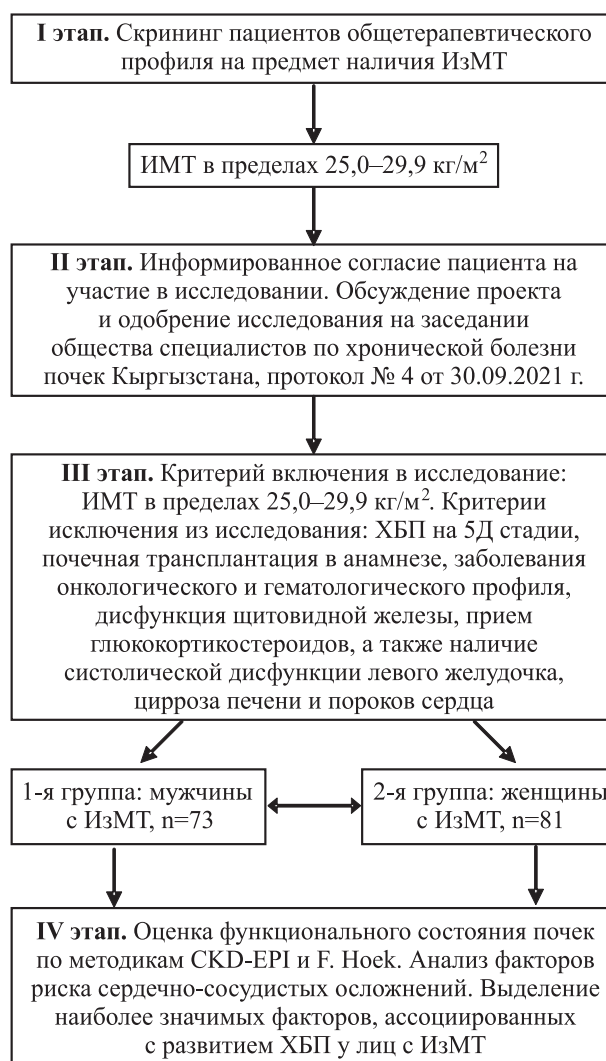 I этап. Скрининг пациентов общетерапевтического
профиля на предмет наличия ИзМТ
ИМТ в пределах 25,0–29,9 кг/м²
II этап. Информированное согласие пациента на
участие в исследовании. Обсуждение проекта
и одобрение исследования на заседании
общества специалистов по хронической болезни
почек Кыргызстана, протокол № 4 от 30.09.2021 г.
III этап. Критерий включения в исследование:
ИМТ в пределах 25,0–29,9 кг/м². Критерии
исключения из исследования: ХБП на 5Д стадии,
почечная трансплантация в анамнезе, заболевания
онкологического и гематологического профиля,
дисфункция щитовидной железы, прием
глюкокортикостероидов, а также наличие
систолической дисфункции левого желудочка,
цирроза печени и пороков сердца
1-я группа: мужчины
с ИзМТ, n=73
2-я группа: женщины
с ИзМТ, n=81
IV этап. Оценка функционального состояния почек
по методикам CKD-EPI и F. Hoek. Анализ факторов
риска сердечно-сосудистых осложнений. Выделение
наиболее значимых факторов, ассоциированных
с развитием ХБП у лиц с ИзМТ